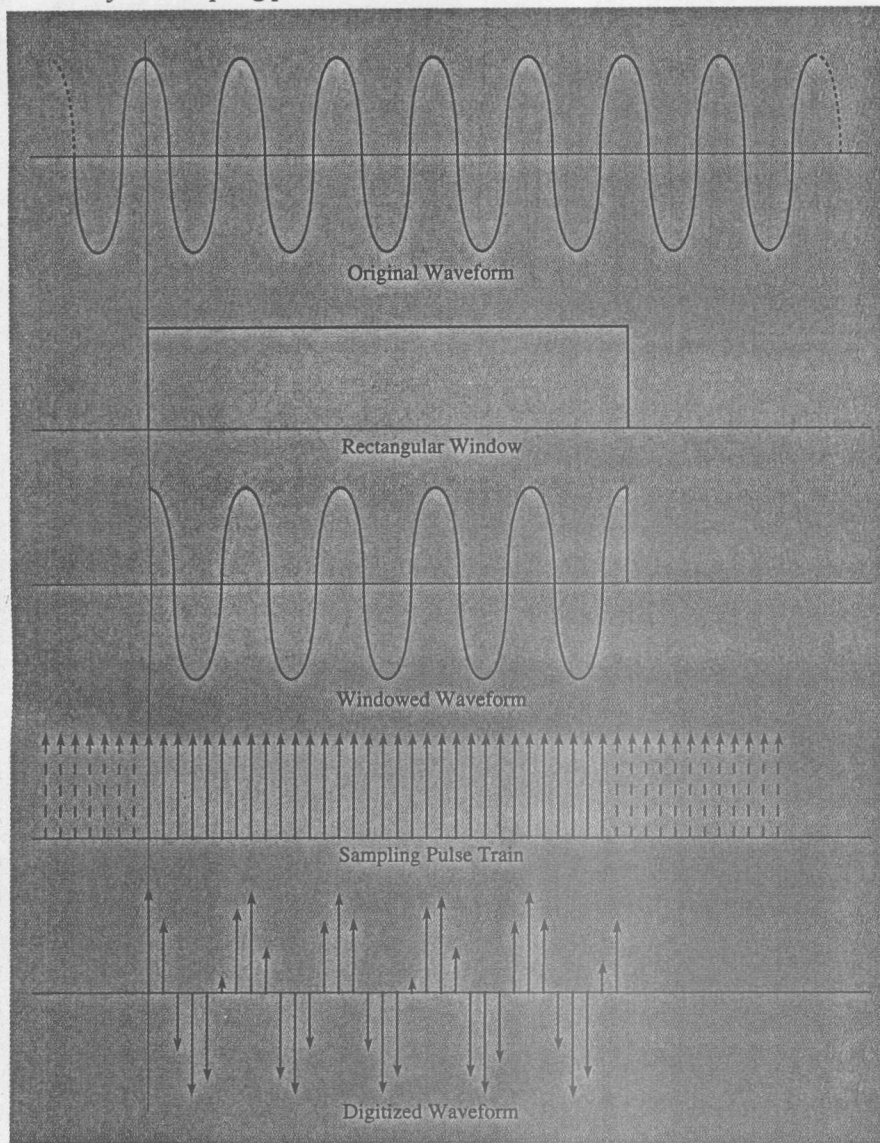 Original Waveform
Rectangular Window
Windowed Waveform
Sampling Pulse Train
Digitized Waveform